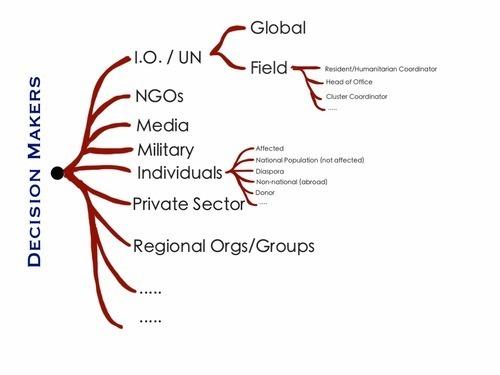 DECISION MAKERS
I.O. / UN
Global
Field
Resident/Humanitarian Coordinator
Head of Office
Cluster Coordinator
.....
NGOs
Media
Military
Individuals
Affected
National Population (not affected)
Diaspora
Non-national (abroad)
Donor
.....
Private Sector
Regional Orgs/Groups
.....
.....